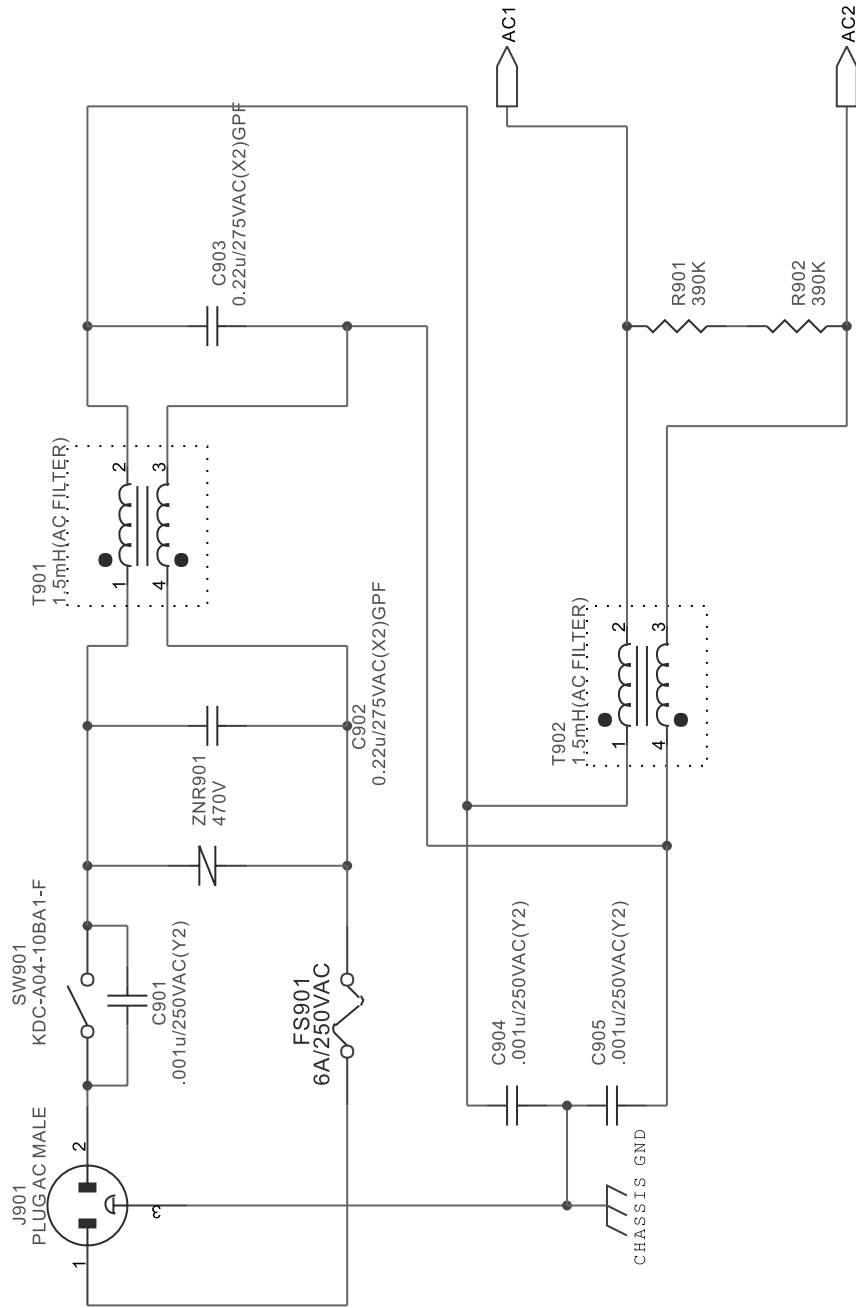 J901
PLUG AC MALE
1
2
3
SW901
KDC-A04-10BA1-F
C901
.001u/250VAC(Y2)
FS901
6A/250VAC
ZNR901
470V
C902
0.22u/275VAC(X2)GPF
T901
1.5mH(AC FILTER)
1
2
4
3
C903
0.22u/275VAC(X2)GPF
CHASSIS GND
C904
.001u/250VAC(Y2)
C905
.001u/250VAC(Y2)
T902
1.5mH(AC FILTER)
1
2
4
3
R901
390K
R902
390K
AC1
AC2